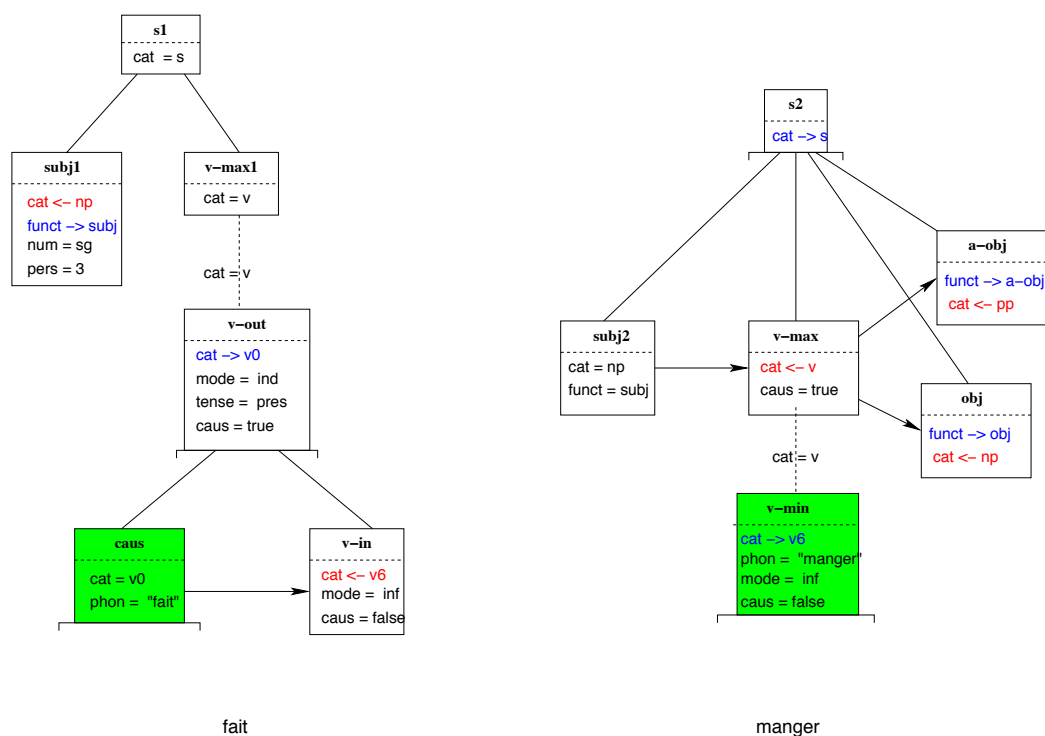 s1
cat = s
subj1
cat <- np
funct -> subj
num = sg
pers = 3
v-max1
cat = v
cat = v
v-out
cat -> v0
mode = ind
tense = pres
caus = true
caus
cat = v0
phon = "fait"
v-in
cat <- v6
mode = inf
caus = false
fait
s2
cat -> s
subj2
cat = np
funct = subj
v-max
cat <- v
caus = true
a-obj
funct -> a-obj
cat <- pp
obj
funct -> obj
cat <- np
cat = v
v-min
cat -> v6
phon = "manger"
mode = inf
caus = false
manger